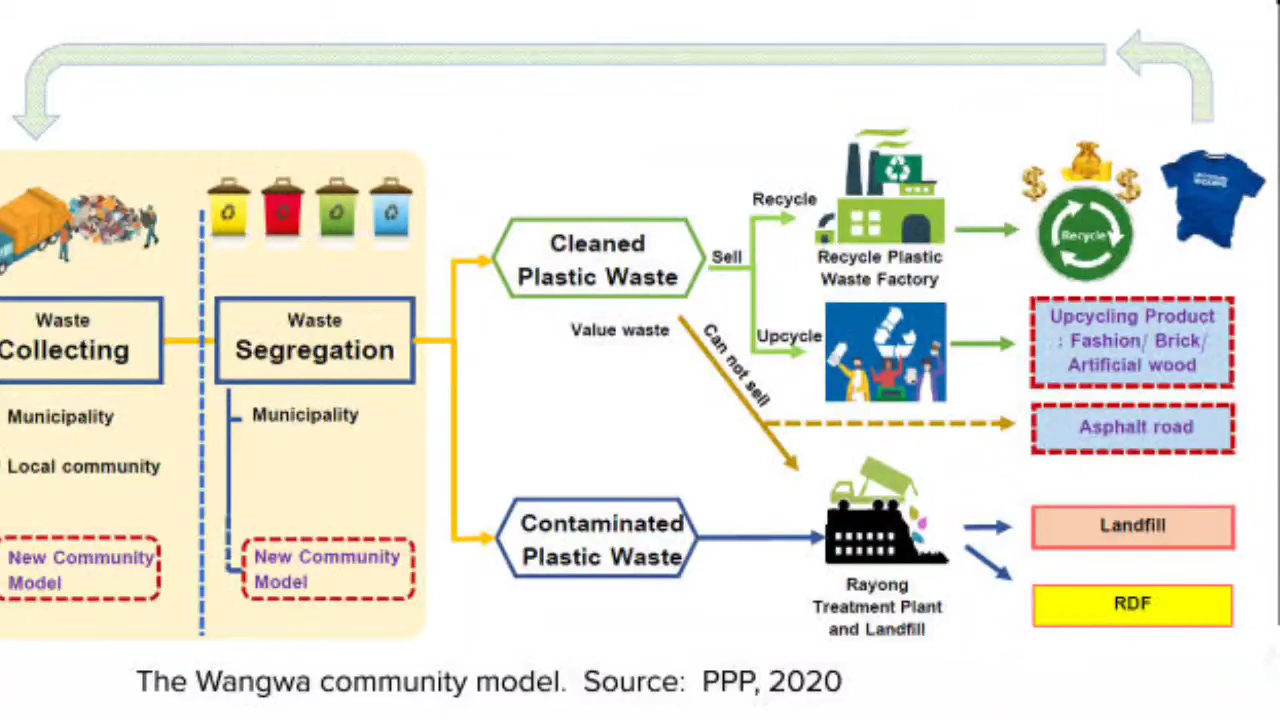 Waste
Collecting
Municipality
Local community
New Community
Model
Waste
Segregation
Municipality
New Community
Model
Cleaned
Plastic Waste
Value waste
Contaminated
Plastic Waste
Sell
Can not sell
Recycle
Upcycle
Recycle Plastic
Waste Factory
Rayong
Treatment Plant
and Landfill
Recycle
Upcycling Product
: Fashion/ Brick/
Artificial wood
Asphalt road
Landfill
RDF
The Wangwa community model. Source: PPP, 2020